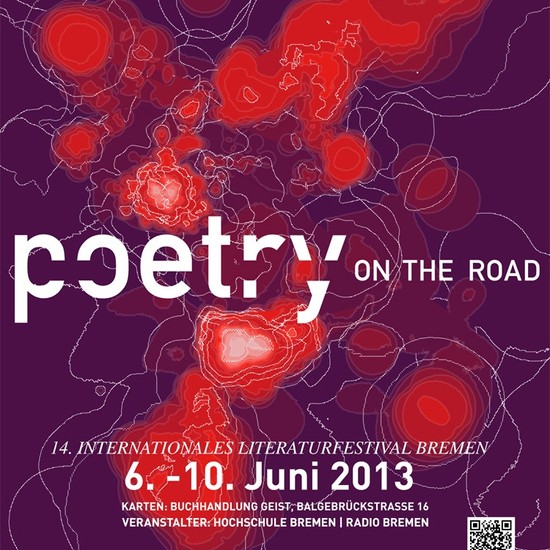 poetry ON THE ROAD
14. INTERNATIONALES LITERATURFESTIVAL BREMEN
6. -10. Juni 2013
KARTEN: BUCHHANDLUNG GEIST, BALGEBRÜCKSTRASSE 16
VERANSTALTER: HOCHSCHULE BREMEN | RADIO BREMEN